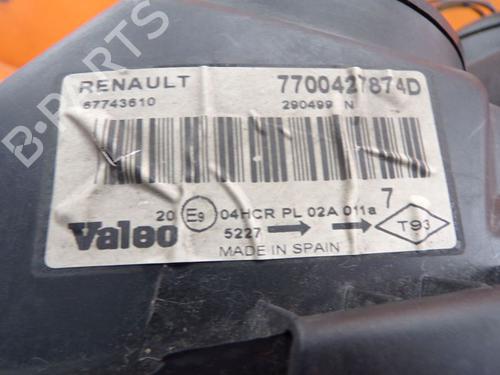 B-PARTS
RENAULT 7700427874D
67743610 290499 N
20 E9 04HCR PL 02A 011a 7
Valeo 5227 T93
MADE IN SPAIN